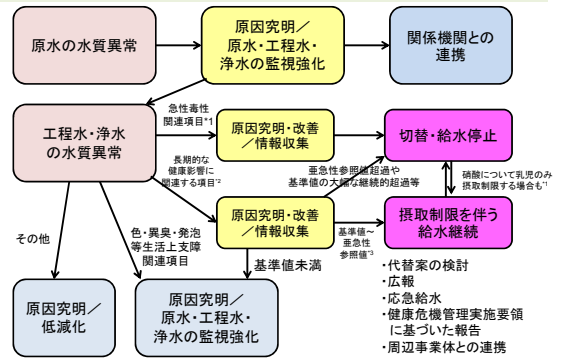 原水の水質異常
原因究明／
原水・工程水・
浄水の監視強化
関係機関との
連携
工程水・浄水
の水質異常
急性毒性
関連項目*1
原因究明・改善
／情報収集
切替・給水停止
長期的な
健康影響に
関連する項目*2
亜急性参照値超過や
基準値の大幅な継続的超過等
硝酸について乳児のみ
摂取制限する場合も*1
原因究明・改善
／情報収集
基準値～
亜急性
参照値*3
摂取制限を伴う
給水継続
その他
色・異臭・発泡
等生活上支障
関連項目
基準値未満
原因究明／
低減化
原因究明／
原水・工程水・
浄水の監視強化
・代替案の検討
・広報
・応急給水
・健康危機管理実施要領
に基づいた報告
・周辺事業体との連携